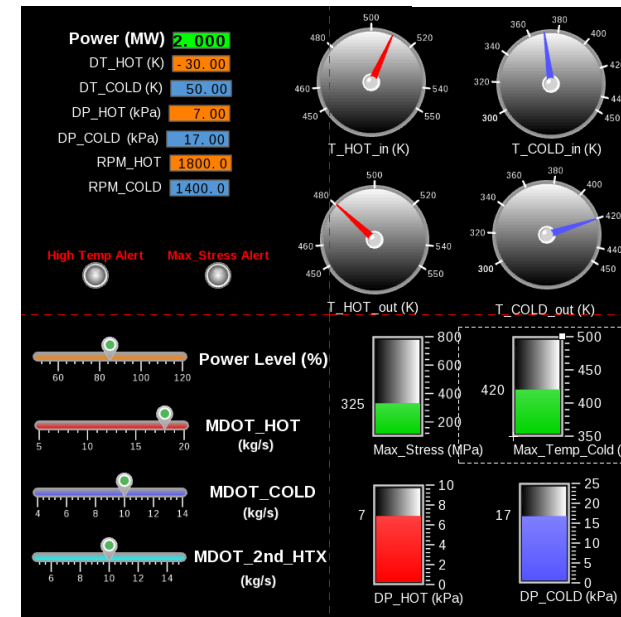 Power (MW) 2.000
DT_HOT (K) -30.00
DT_COLD (K) 50.00
DP_HOT (kPa) 7.00
DP_COLD (kPa) 17.00
RPM_HOT 1800.0
RPM_COLD 1400.0
450 460 480 500 520 540 550
T_HOT_in (K)
300 320 340 360 380 400 450
T_COLD_in (K)
450 460 480 500 520 540 550
T_HOT_out (K)
300 320 340 360 380 400 420 440 450
T_COLD_out (K)
High Temp Alert Max_Stress Alert
Power Level (%)
60 80 100 120
MDOT_HOT
(kg/s)
5 10 15 20
MDOT_COLD
(kg/s)
4 6 8 10 12 14
MDOT_2nd_HTX
(kg/s)
6 8 10 12 14
325
800
600
400
200
Max_Stress (MPa)
420
500
450
400
350
Max_Temp_Cold (
7
10
8
6
4
2
0
DP_HOT (kPa)
17
25
20
15
10
5
0
DP_COLD (kPa)